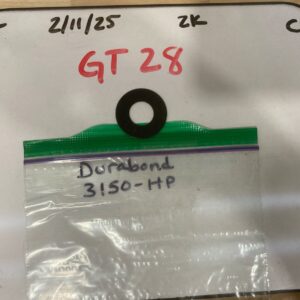 2/11/25 2K C
GT 28
Durabond
3150-HP